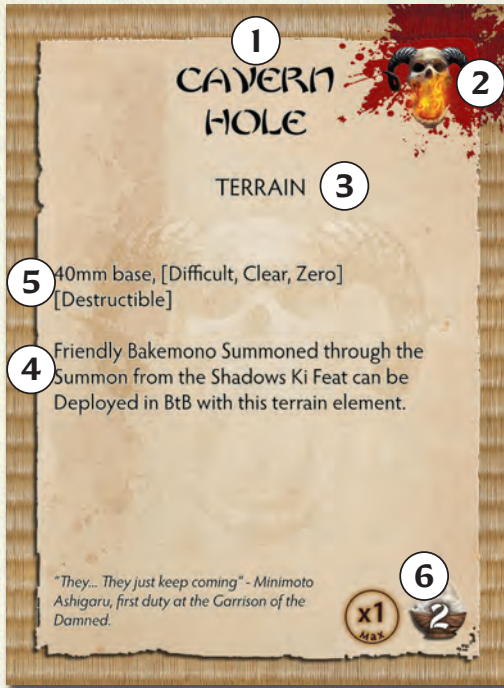 1
CAVERN
HOLE
2
TERRAIN 3
5
40mm base, [Difficult, Clear, Zero]
[Destructible]
4
Friendly Bakemono Summoned through the
Summon from the Shadows Ki Feat can be
Deployed in BtB with this terrain element.
"They... They just keep coming" - Minimoto
Ashigaru, first duty at the Garrison of the
Damned.
6
x1
MAX
2